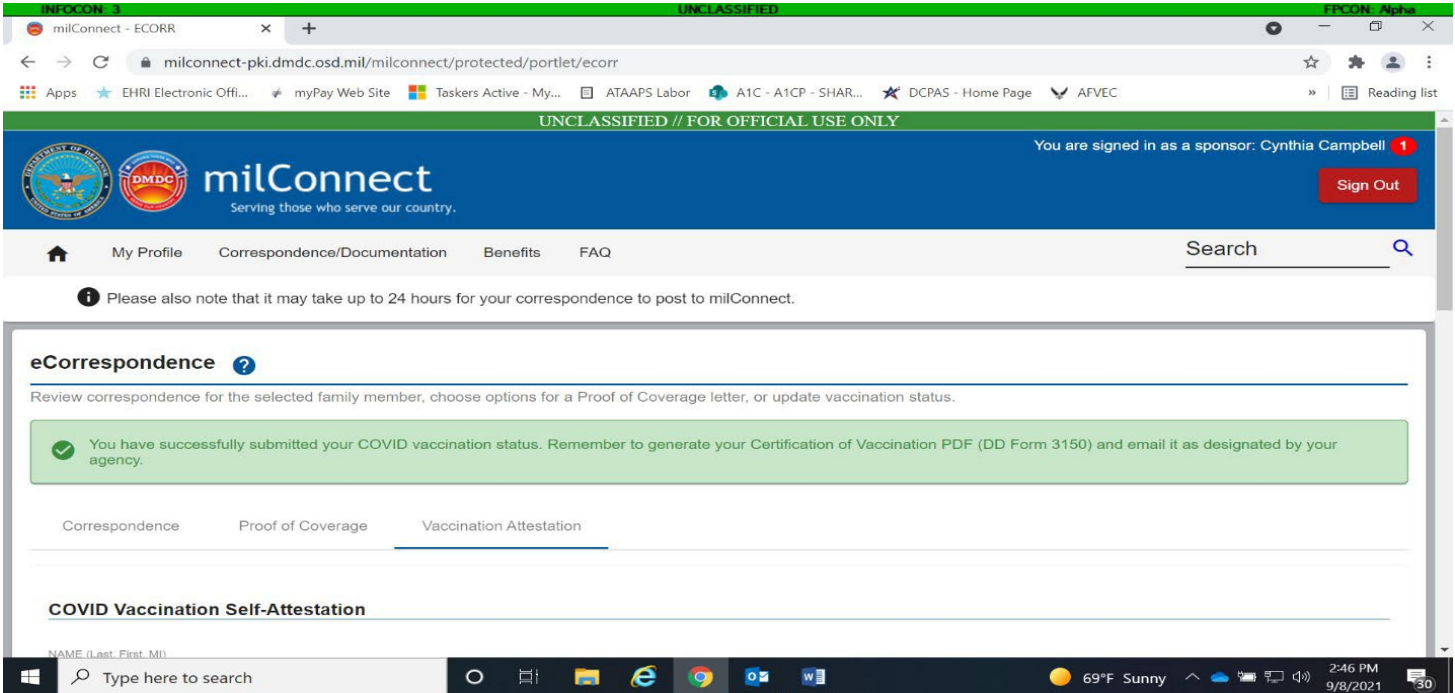 INFOCON: 3 UNCLASSIFIED FPCON: Alpha
milConnect - ECORR
milconnect-pki.dmdc.osd.mil/milconnect/protected/portlet/ecorr
Apps EHRI Electronic Offi... myPay Web Site Taskers Active - My... ATAAPS Labor A1C - A1CP - SHAR... DCPAS - Home Page AFVEC » Reading list
UNCLASSIFIED // FOR OFFICIAL USE ONLY
You are signed in as a sponsor: Cynthia Campbell 1
DMDC milConnect
Sign Out
Serving those who serve our country.
My Profile Correspondence/Documentation Benefits FAQ Search
Please also note that it may take up to 24 hours for your correspondence to post to milConnect.
eCorrespondence ?
Review correspondence for the selected family member, choose options for a Proof of Coverage letter, or update vaccination status.
You have successfully submitted your COVID vaccination status. Remember to generate your Certification of Vaccination PDF (DD Form 3150) and email it as designated by your
agency.
Correspondence Proof of Coverage Vaccination Attestation
COVID Vaccination Self-Attestation
NAME (Last, First, MI)
Type here to search 69°F Sunny 2:46 PM
9/8/2021 30